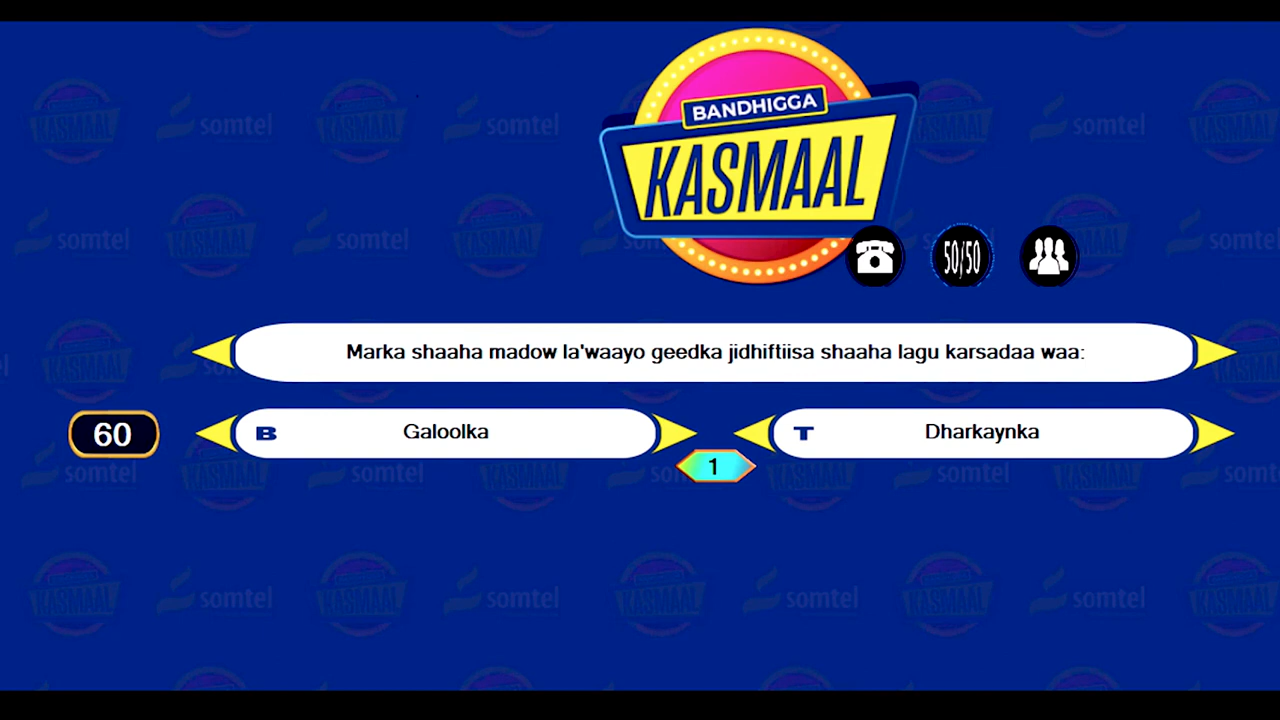 BANDHIGGA
KASMAAL
50/50
Marka shaaha madow la'waayo geedka jidhiftiisa shaaha lagu karsadaa waa:
60
B Galoolka
T Dharkaynka
1
somtel